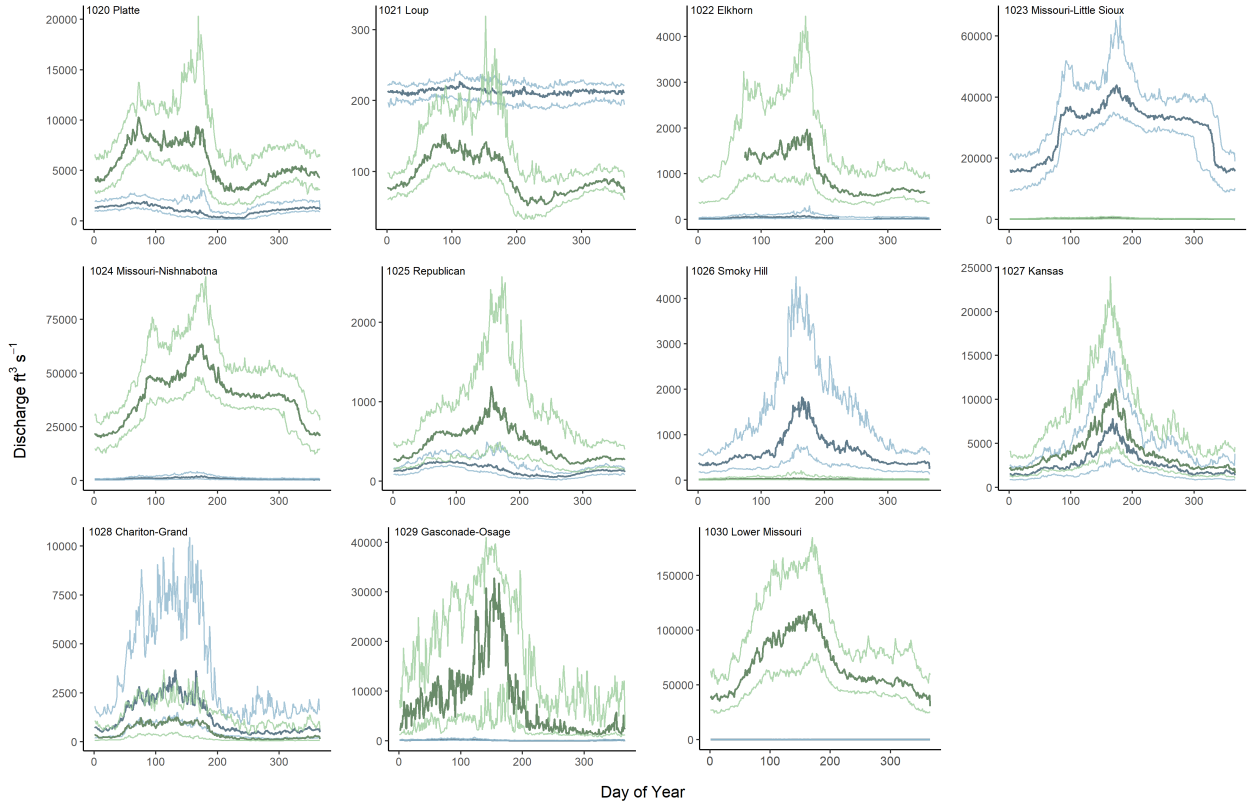 1020 Platte
20000
15000
10000
5000
0
0 100 200 300
1021 Loup
300
200
100
0 100 200 300
1022 Elkhorn
4000
3000
2000
1000
0
0 100 200 300
1023 Missouri-Little Sioux
60000
40000
20000
0
0 100 200 300
1024 Missouri-Nishnabotna
75000
50000
25000
0
0 100 200 300
1025 Republican
2000
1000
0
0 100 200 300
1026 Smoky Hill
4000
3000
2000
1000
0
0 100 200 300
1027 Kansas
25000
20000
15000
10000
5000
0
0 100 200 300
1028 Chariton-Grand
10000
7500
5000
2500
0
0 100 200 300
1029 Gasconade-Osage
40000
30000
20000
10000
0
0 100 200 300
1030 Lower Missouri
150000
100000
50000
0
0 100 200 300
Discharge ft³ s⁻¹
Day of Year